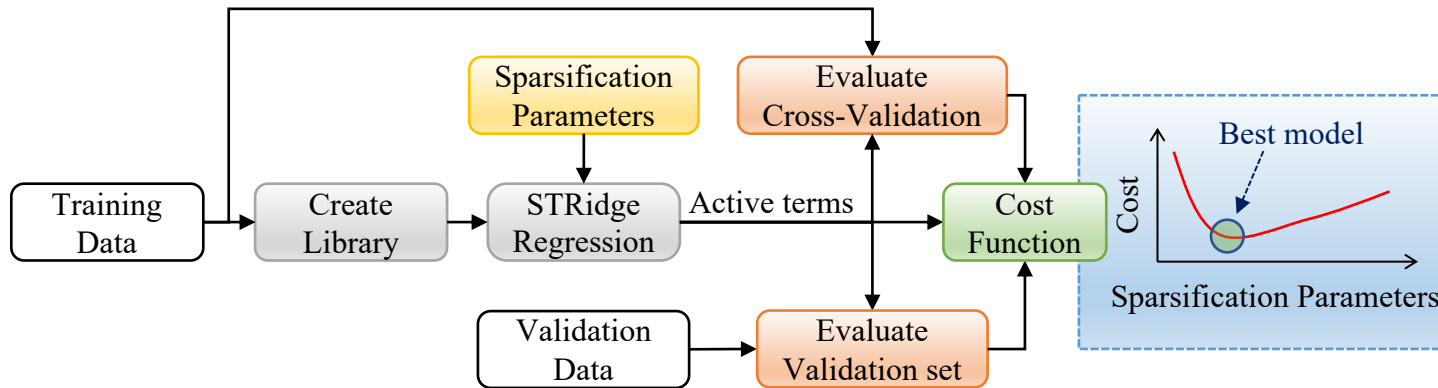 Sparsification
Parameters
Evaluate
Cross-Validation
Best model
Training
Data
Create
Library
STRidge
Regression
Active terms
Cost
Function
Cost
Sparsification Parameters
Validation
Data
Evaluate
Validation set